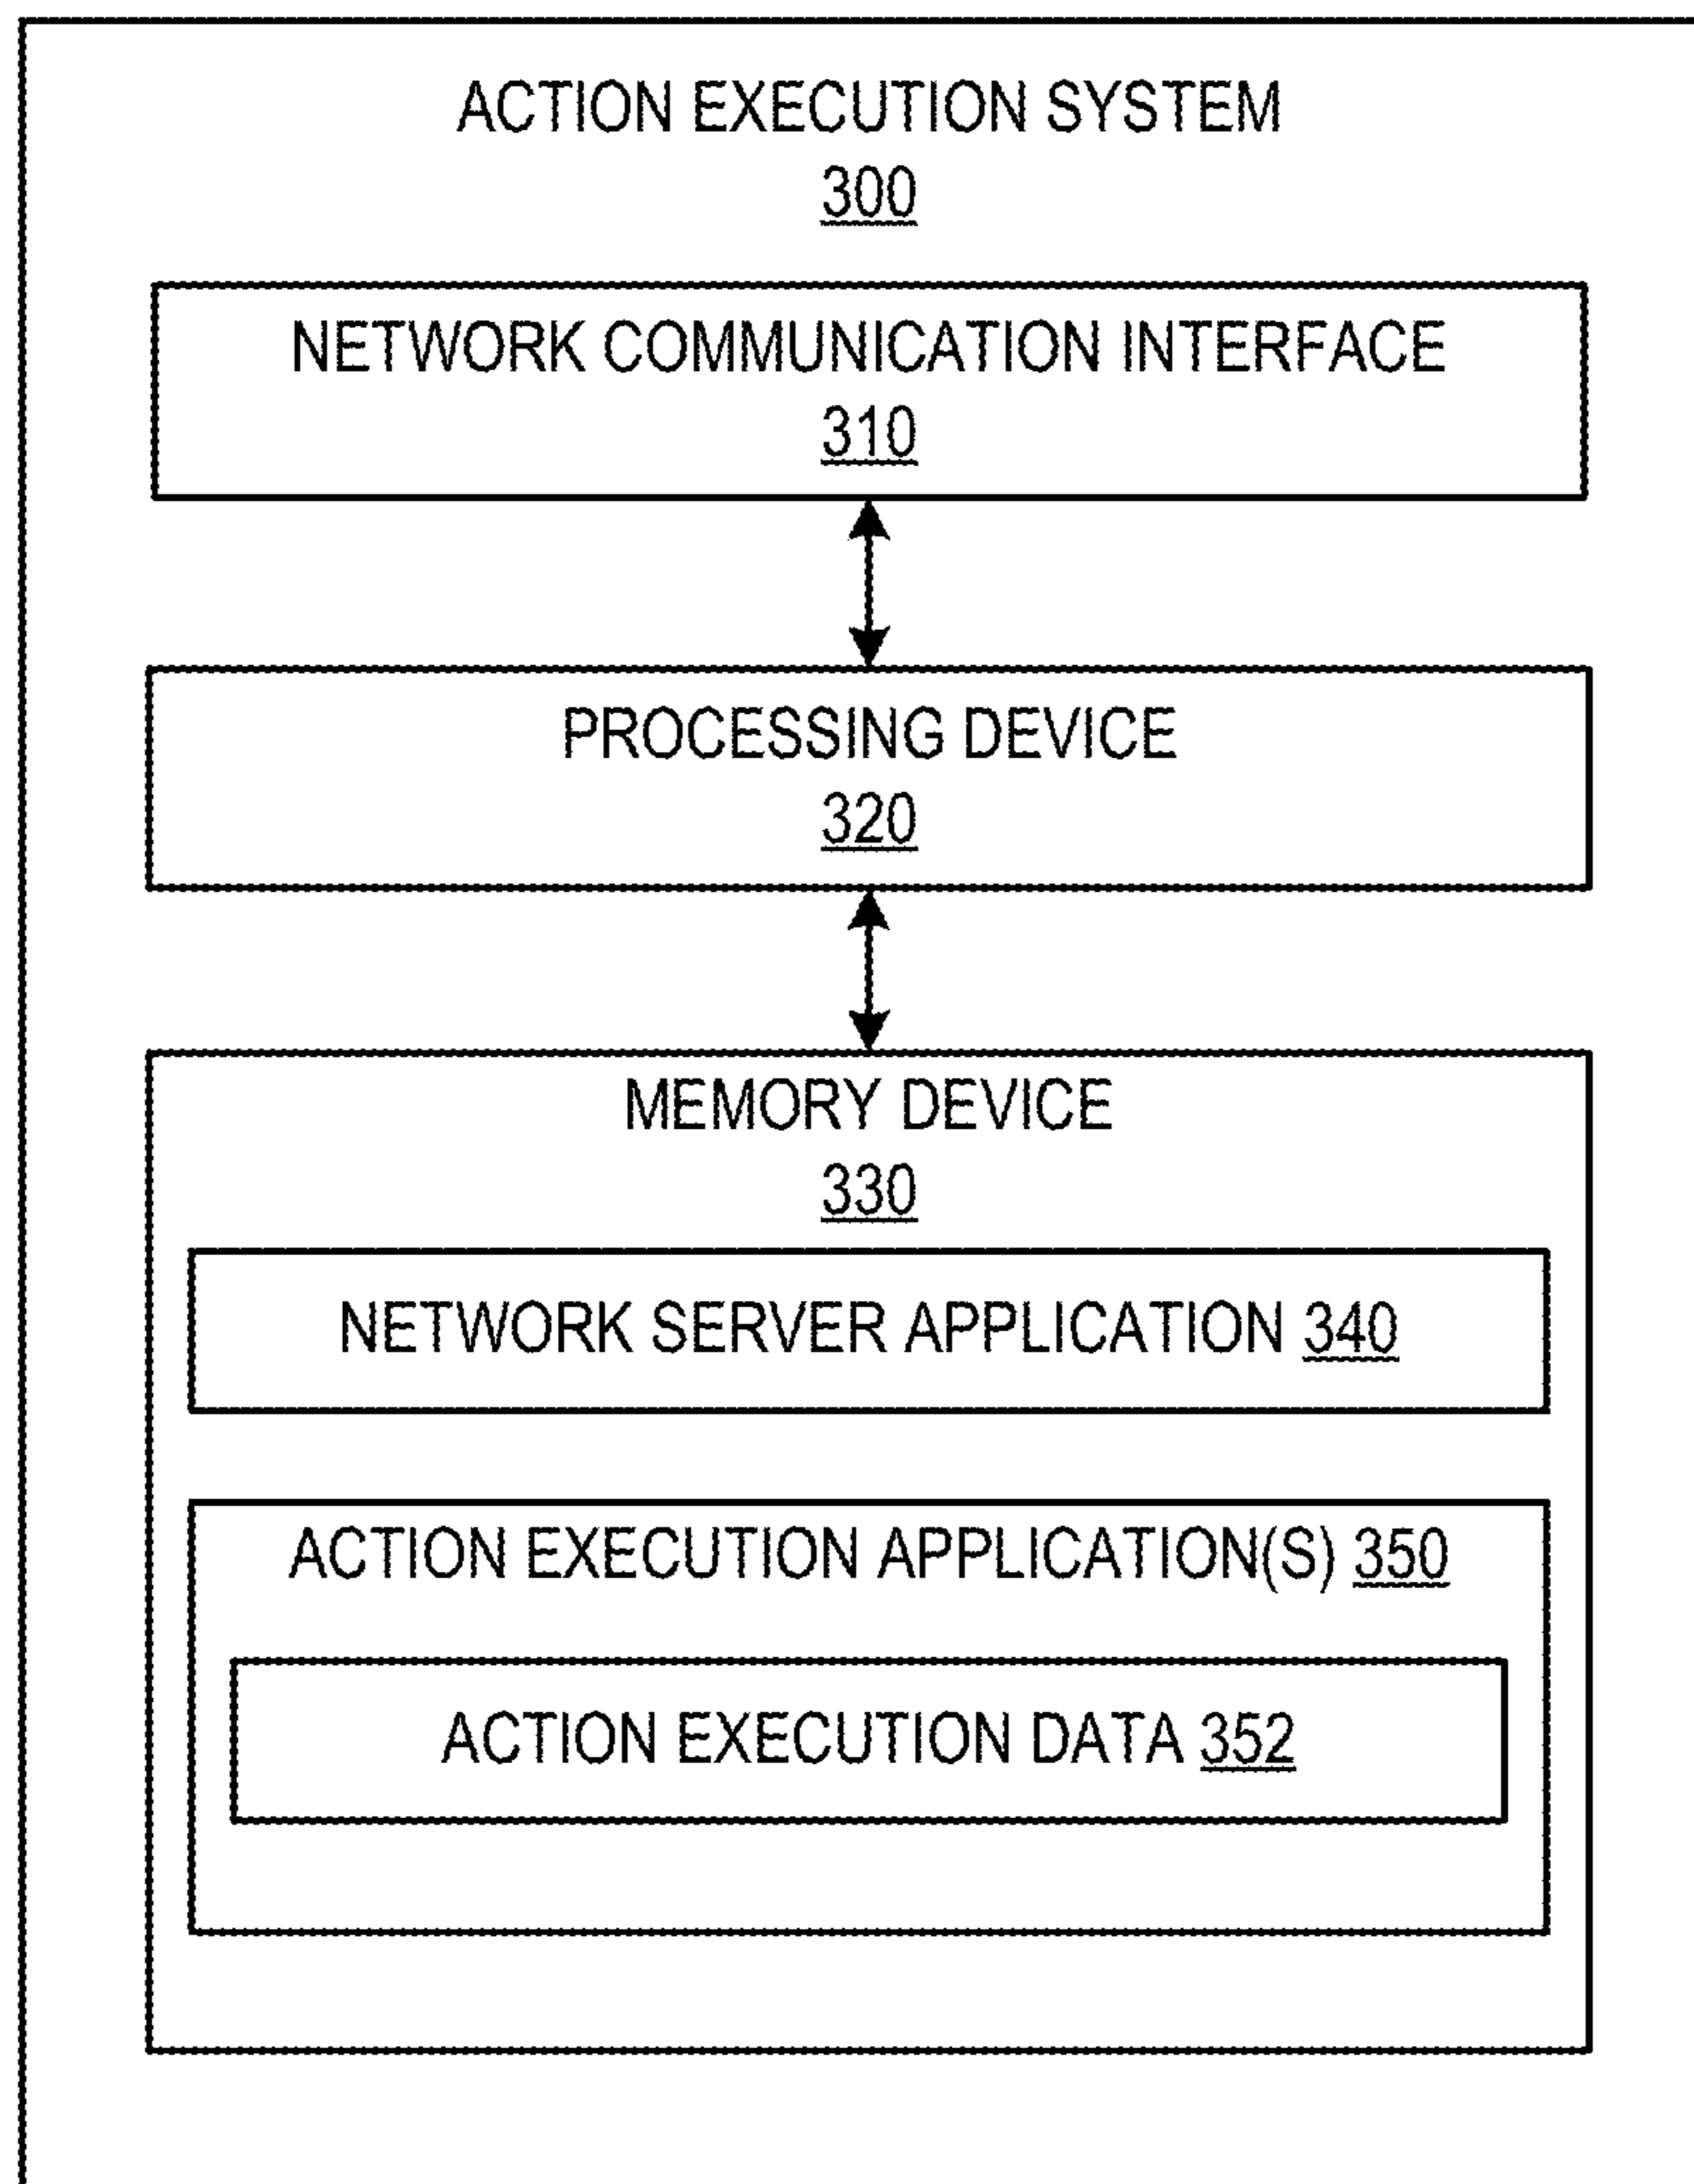 ACTION EXECUTION SYSTEM
300
NETWORK COMMUNICATION INTERFACE
310
PROCESSING DEVICE
320
MEMORY DEVICE
330
NETWORK SERVER APPLICATION 340
ACTION EXECUTION APPLICATION(S) 350
ACTION EXECUTION DATA 352